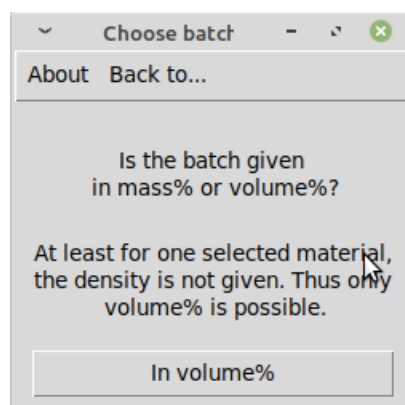 Choose batch
About Back to...
Is the batch given
in mass% or volume%?
At least for one selected material,
the density is not given. Thus only
volume% is possible.
In volume%